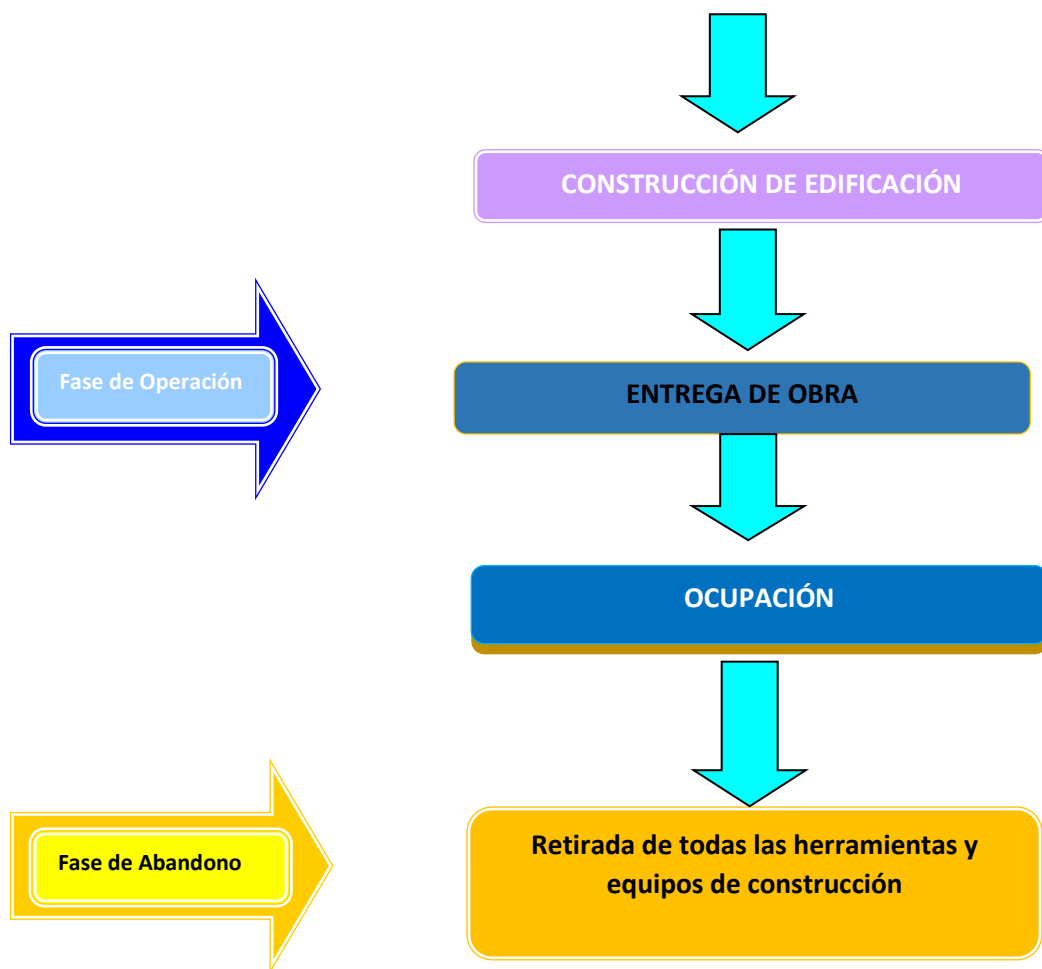 CONSTRUCCIÓN DE EDIFICACIÓN
Fase de Operación
ENTREGA DE OBRA
OCUPACIÓN
Fase de Abandono
Retirada de todas las herramientas y
equipos de construcción